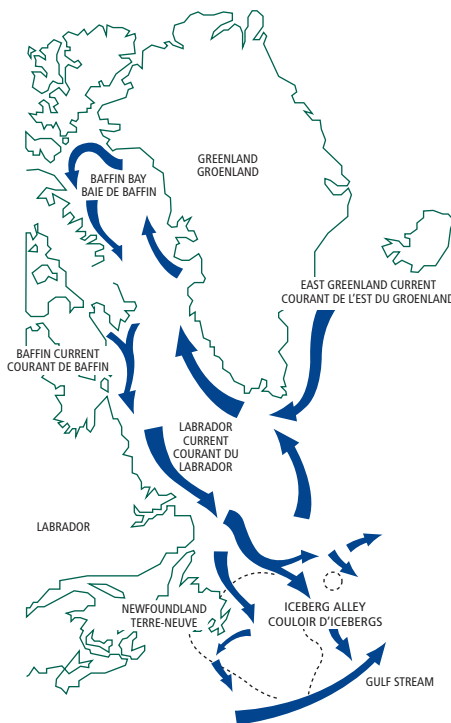 GREENLAND
GROENLAND
BAFFIN BAY
BAIE DE BAFFIN
EAST GREENLAND CURRENT
COURANT DE L'EST DU GROENLAND
BAFFIN CURRENT
COURANT DE BAFFIN
LABRADOR
CURRENT
COURANT DU
LABRADOR
LABRADOR
NEWFOUNDLAND
TERRE-NEUVE
ICEBERG ALLEY
COULOIR D'ICEBERGS
GULF STREAM